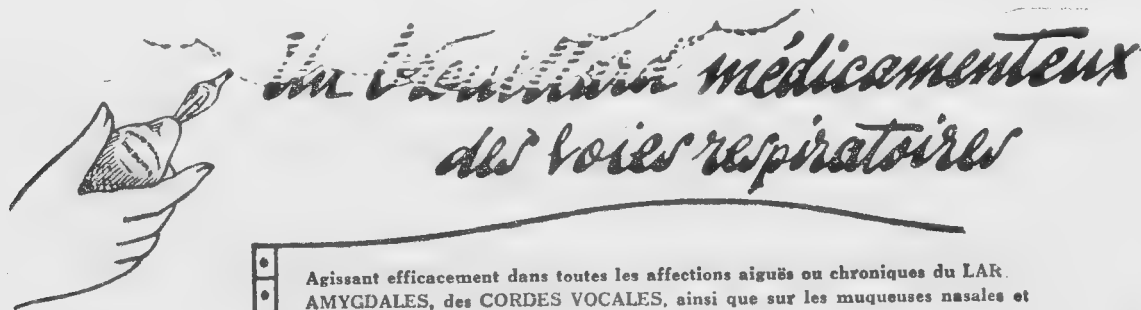 Un brouillard médicamenteux
des voies respiratoires
Agissant efficacement dans toutes les affections aiguës ou chroniques du LAR
AMYGDALES, des CORDES VOCALES, ainsi que sur les muqueuses nasales et